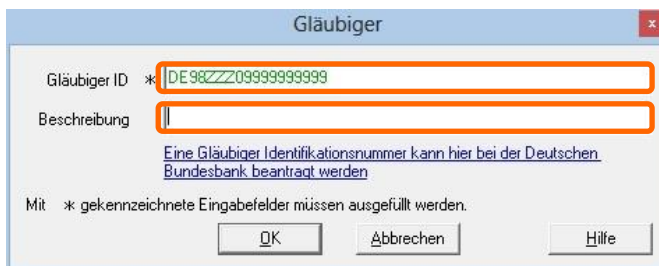 Gläubiger
x
Gläubiger ID * DE98ZZZ09999999999
Beschreibung
Eine Gläubiger Identifikationsnummer kann hier bei der Deutschen
Bundesbank beantragt werden
Mit * gekennzeichnete Eingabefelder müssen ausgefüllt werden.
OK Abbrechen Hilfe